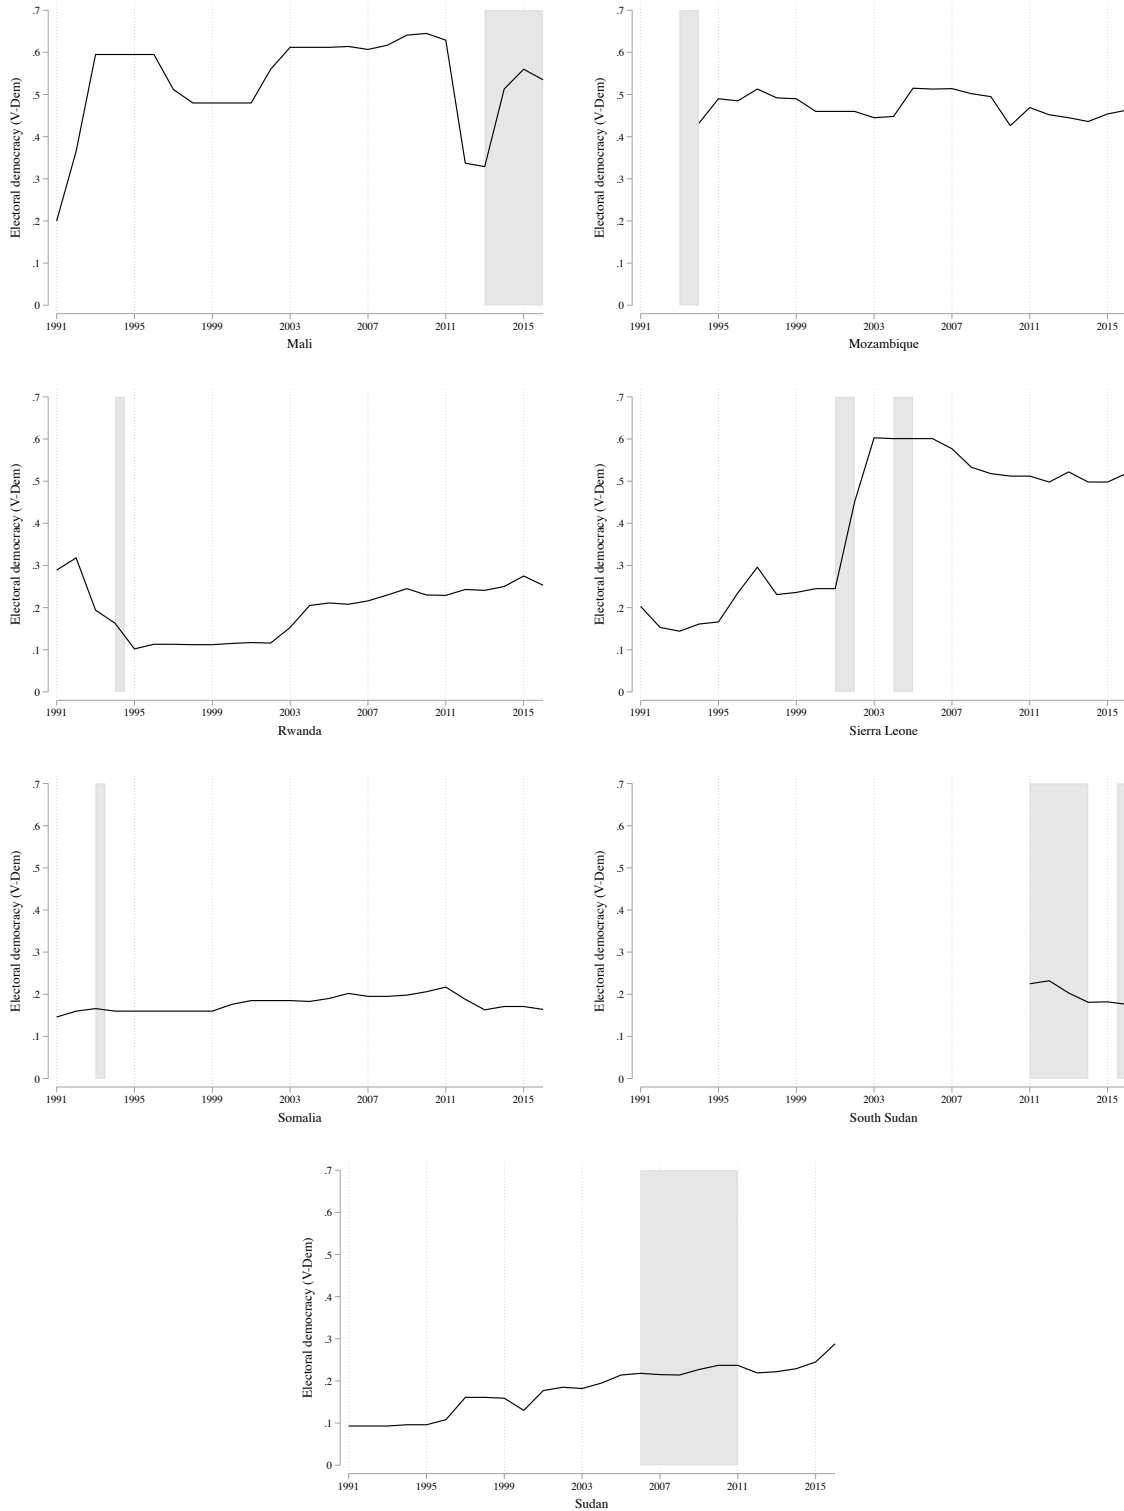 .7
.6
.5
.4
.3
.2
.1
0
Electoral democracy (V-Dem)
1991 1995 1999 2003 2007 2011 2015
Mali
.7
.6
.5
.4
.3
.2
.1
0
Electoral democracy (V-Dem)
1991 1995 1999 2003 2007 2011 2015
Mozambique
.7
.6
.5
.4
.3
.2
.1
0
Electoral democracy (V-Dem)
1991 1995 1999 2003 2007 2011 2015
Rwanda
.7
.6
.5
.4
.3
.2
.1
0
Electoral democracy (V-Dem)
1991 1995 1999 2003 2007 2011 2015
Sierra Leone
.7
.6
.5
.4
.3
.2
.1
0
Electoral democracy (V-Dem)
1991 1995 1999 2003 2007 2011 2015
Somalia
.7
.6
.5
.4
.3
.2
.1
0
Electoral democracy (V-Dem)
1991 1995 1999 2003 2007 2011 2015
South Sudan
.7
.6
.5
.4
.3
.2
.1
0
Electoral democracy (V-Dem)
1991 1995 1999 2003 2007 2011 2015
Sudan